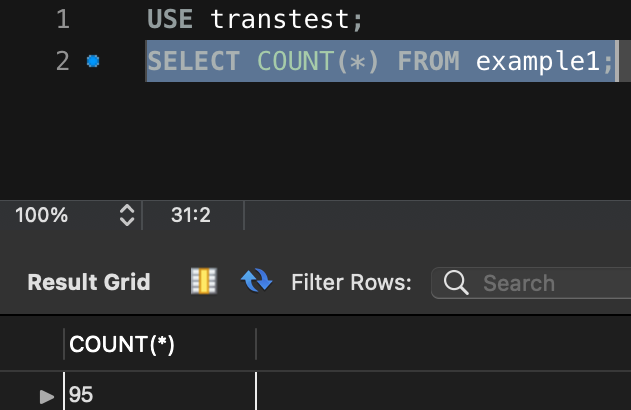 1 USE transtest;
2 SELECT COUNT(*) FROM example1;
100% 31:2
Result Grid Filter Rows: Search
COUNT(*)
95